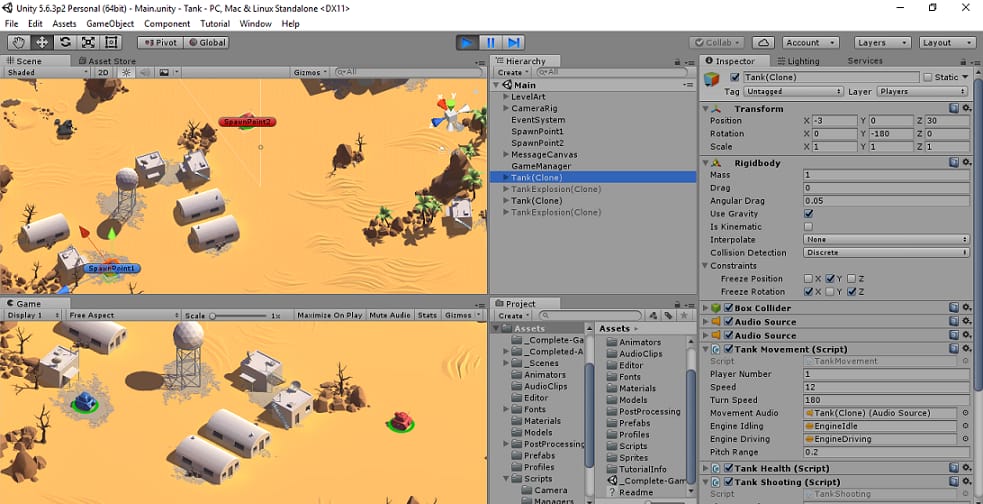 Unity 5.6.3p2 Personal (64bit) - Main.unity - Tank - PC, Mac & Linux Standalone <DX11>
File Edit Assets GameObject Component Tutorial Window Help
Pivot Global Collab Account Layers Layout
Scene Asset Store
Shaded 2D Gizmos All
SpawnPoint2
SpawnPoint1
x y
Game
Display 1 Free Aspect Scale 1x Maximize On Play Mute Audio Stats Gizmos
Hierarchy
Create All
Main
LevelArt
CameraRig
EventSystem
SpawnPoint1
SpawnPoint2
MessageCanvas
GameManager
Tank(Clone)
TankExplosion(Clone)
Tank(Clone)
TankExplosion(Clone)
Project
Create
Assets
_Complete-Ga
_Completed-A
_Scenes
Animators
AudioClips
Editor
Fonts
Materials
Models
PostProcessing
Prefabs
Profiles
Scripts
Camera
Managers
Assets
Animators
AudioClips
Editor
Fonts
Materials
Models
PostProcessing
Prefabs
Profiles
Scripts
Sprites
TutorialInfo
_Complete-Gam
Readme
Inspector Lighting Services
Tank(Clone) Static
Tag Untagged Layer Players
Transform
Position X -3 Y 0 Z 30
Rotation X 0 Y -180 Z 0
Scale X 1 Y 1 Z 1
Rigidbody
Mass 1
Drag 0
Angular Drag 0.05
Use Gravity
Is Kinematic
Interpolate None
Collision Detection Discrete
Constraints
Freeze Position X Y Z
Freeze Rotation X Y Z
Box Collider
Audio Source
Audio Source
Tank Movement (Script)
Script TankMovement
Player Number 1
Speed 12
Turn Speed 180
Movement Audio Tank(Clone) (Audio Source)
Engine Idling EngineIdle
Engine Driving EngineDriving
Pitch Range 0.2
Tank Health (Script)
Tank Shooting (Script)
Script TankShooting